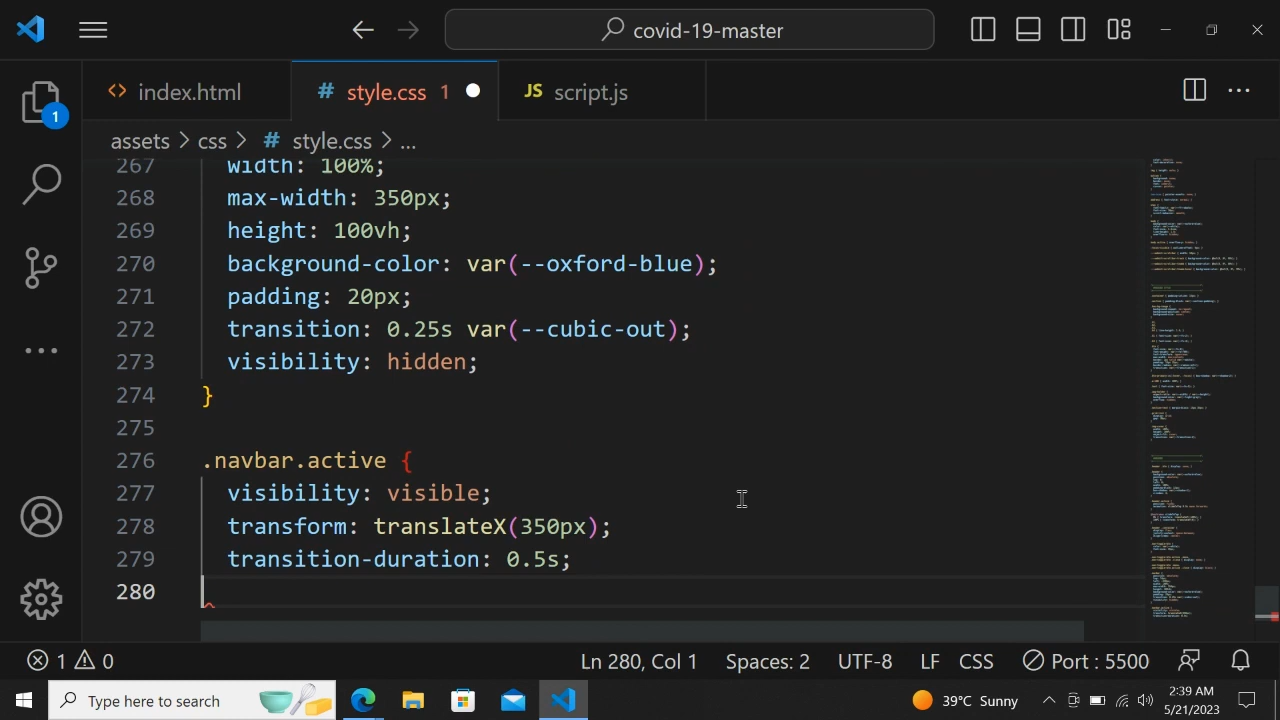 covid-19-master
index.html
# style.css 1
JS script.js
assets > css > # style.css > ...
1
267 width: 100%;
268 max-width: 350px;
269 height: 100vh;
270 background-color: var(--oxford-blue);
271 padding: 20px;
272 transition: 0.25s var(--cubic-out);
273 visibility: hidden;
274 }
275
276 .navbar.active {
277 visibility: visible;
278 transform: translateX(350px);
279 transition-duration: 0.5s;
280
1 0 Ln 280, Col 1 Spaces: 2 UTF-8 LF CSS Port : 5500
Type here to search
39°C Sunny
2:39 AM
5/21/2023